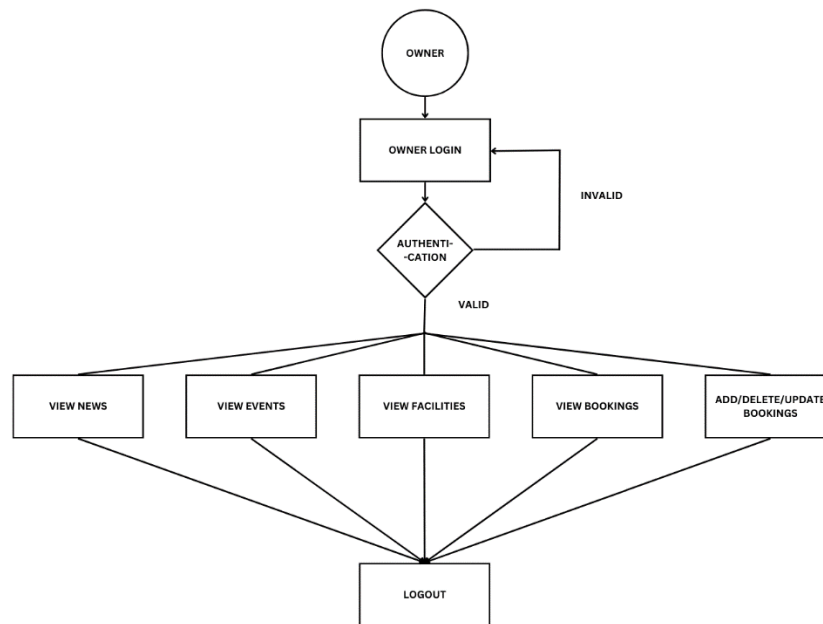 OWNER
OWNER LOGIN
INVALID
AUTHENTI-
-CATION
VALID
VIEW NEWS
VIEW EVENTS
VIEW FACILITIES
VIEW BOOKINGS
ADD/DELETE/UPDATE
BOOKINGS
LOGOUT